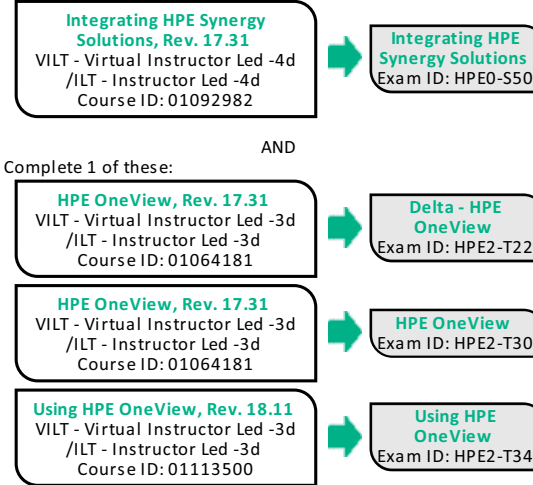 Integrating HPE Synergy
Solutions, Rev. 17.31
VILT - Virtual Instructor Led -4d
/ILT - Instructor Led -4d
Course ID: 01092982
Integrating HPE
Synergy Solutions
Exam ID: HPE0-S50
AND
Complete 1 of these:
HPE OneView, Rev. 17.31
VILT - Virtual Instructor Led -3d
/ILT - Instructor Led -3d
Course ID: 01064181
Delta - HPE
OneView
Exam ID: HPE2-T22
HPE OneView, Rev. 17.31
VILT - Virtual Instructor Led -3d
/ILT - Instructor Led -3d
Course ID: 01064181
HPE OneView
Exam ID: HPE2-T30
Using HPE OneView, Rev. 18.11
VILT - Virtual Instructor Led -3d
/ILT - Instructor Led -3d
Course ID: 01113500
Using HPE
OneView
Exam ID: HPE2-T34